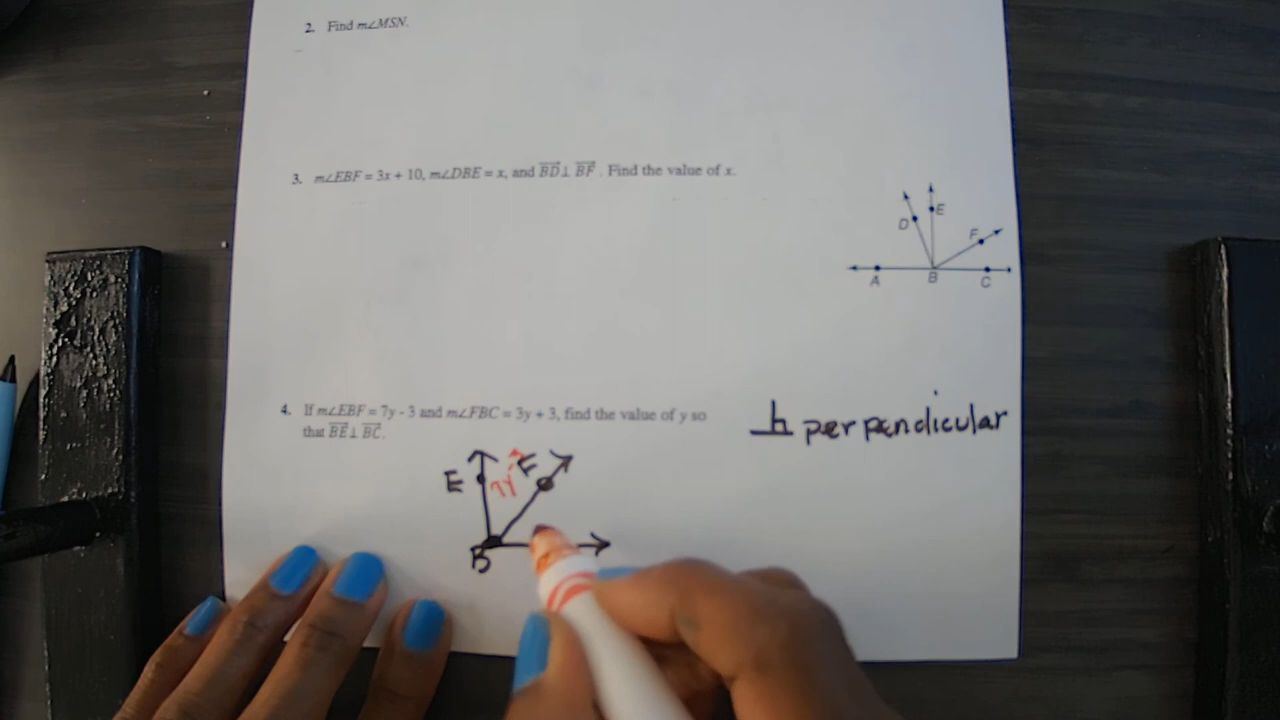 2. Find m∠MSN.
3. m∠EBF = 3x + 10, m∠DBE = x, and BD ⊥ BF. Find the value of x.
D
E
F
A
B
C
4. If m∠EBF = 7y - 3 and m∠FBC = 3y + 3, find the value of y so
that BE ⊥ BC.
perpendicular
E
7y
F
B